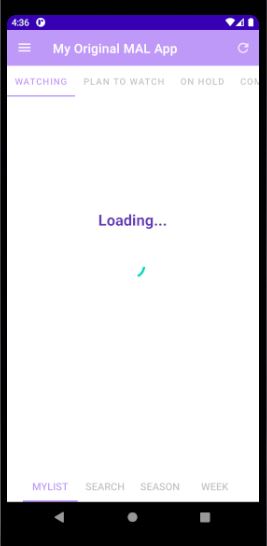 4:36
My Original MAL App
WATCHING PLAN TO WATCH ON HOLD COM
Loading...
MYLIST SEARCH SEASON WEEK